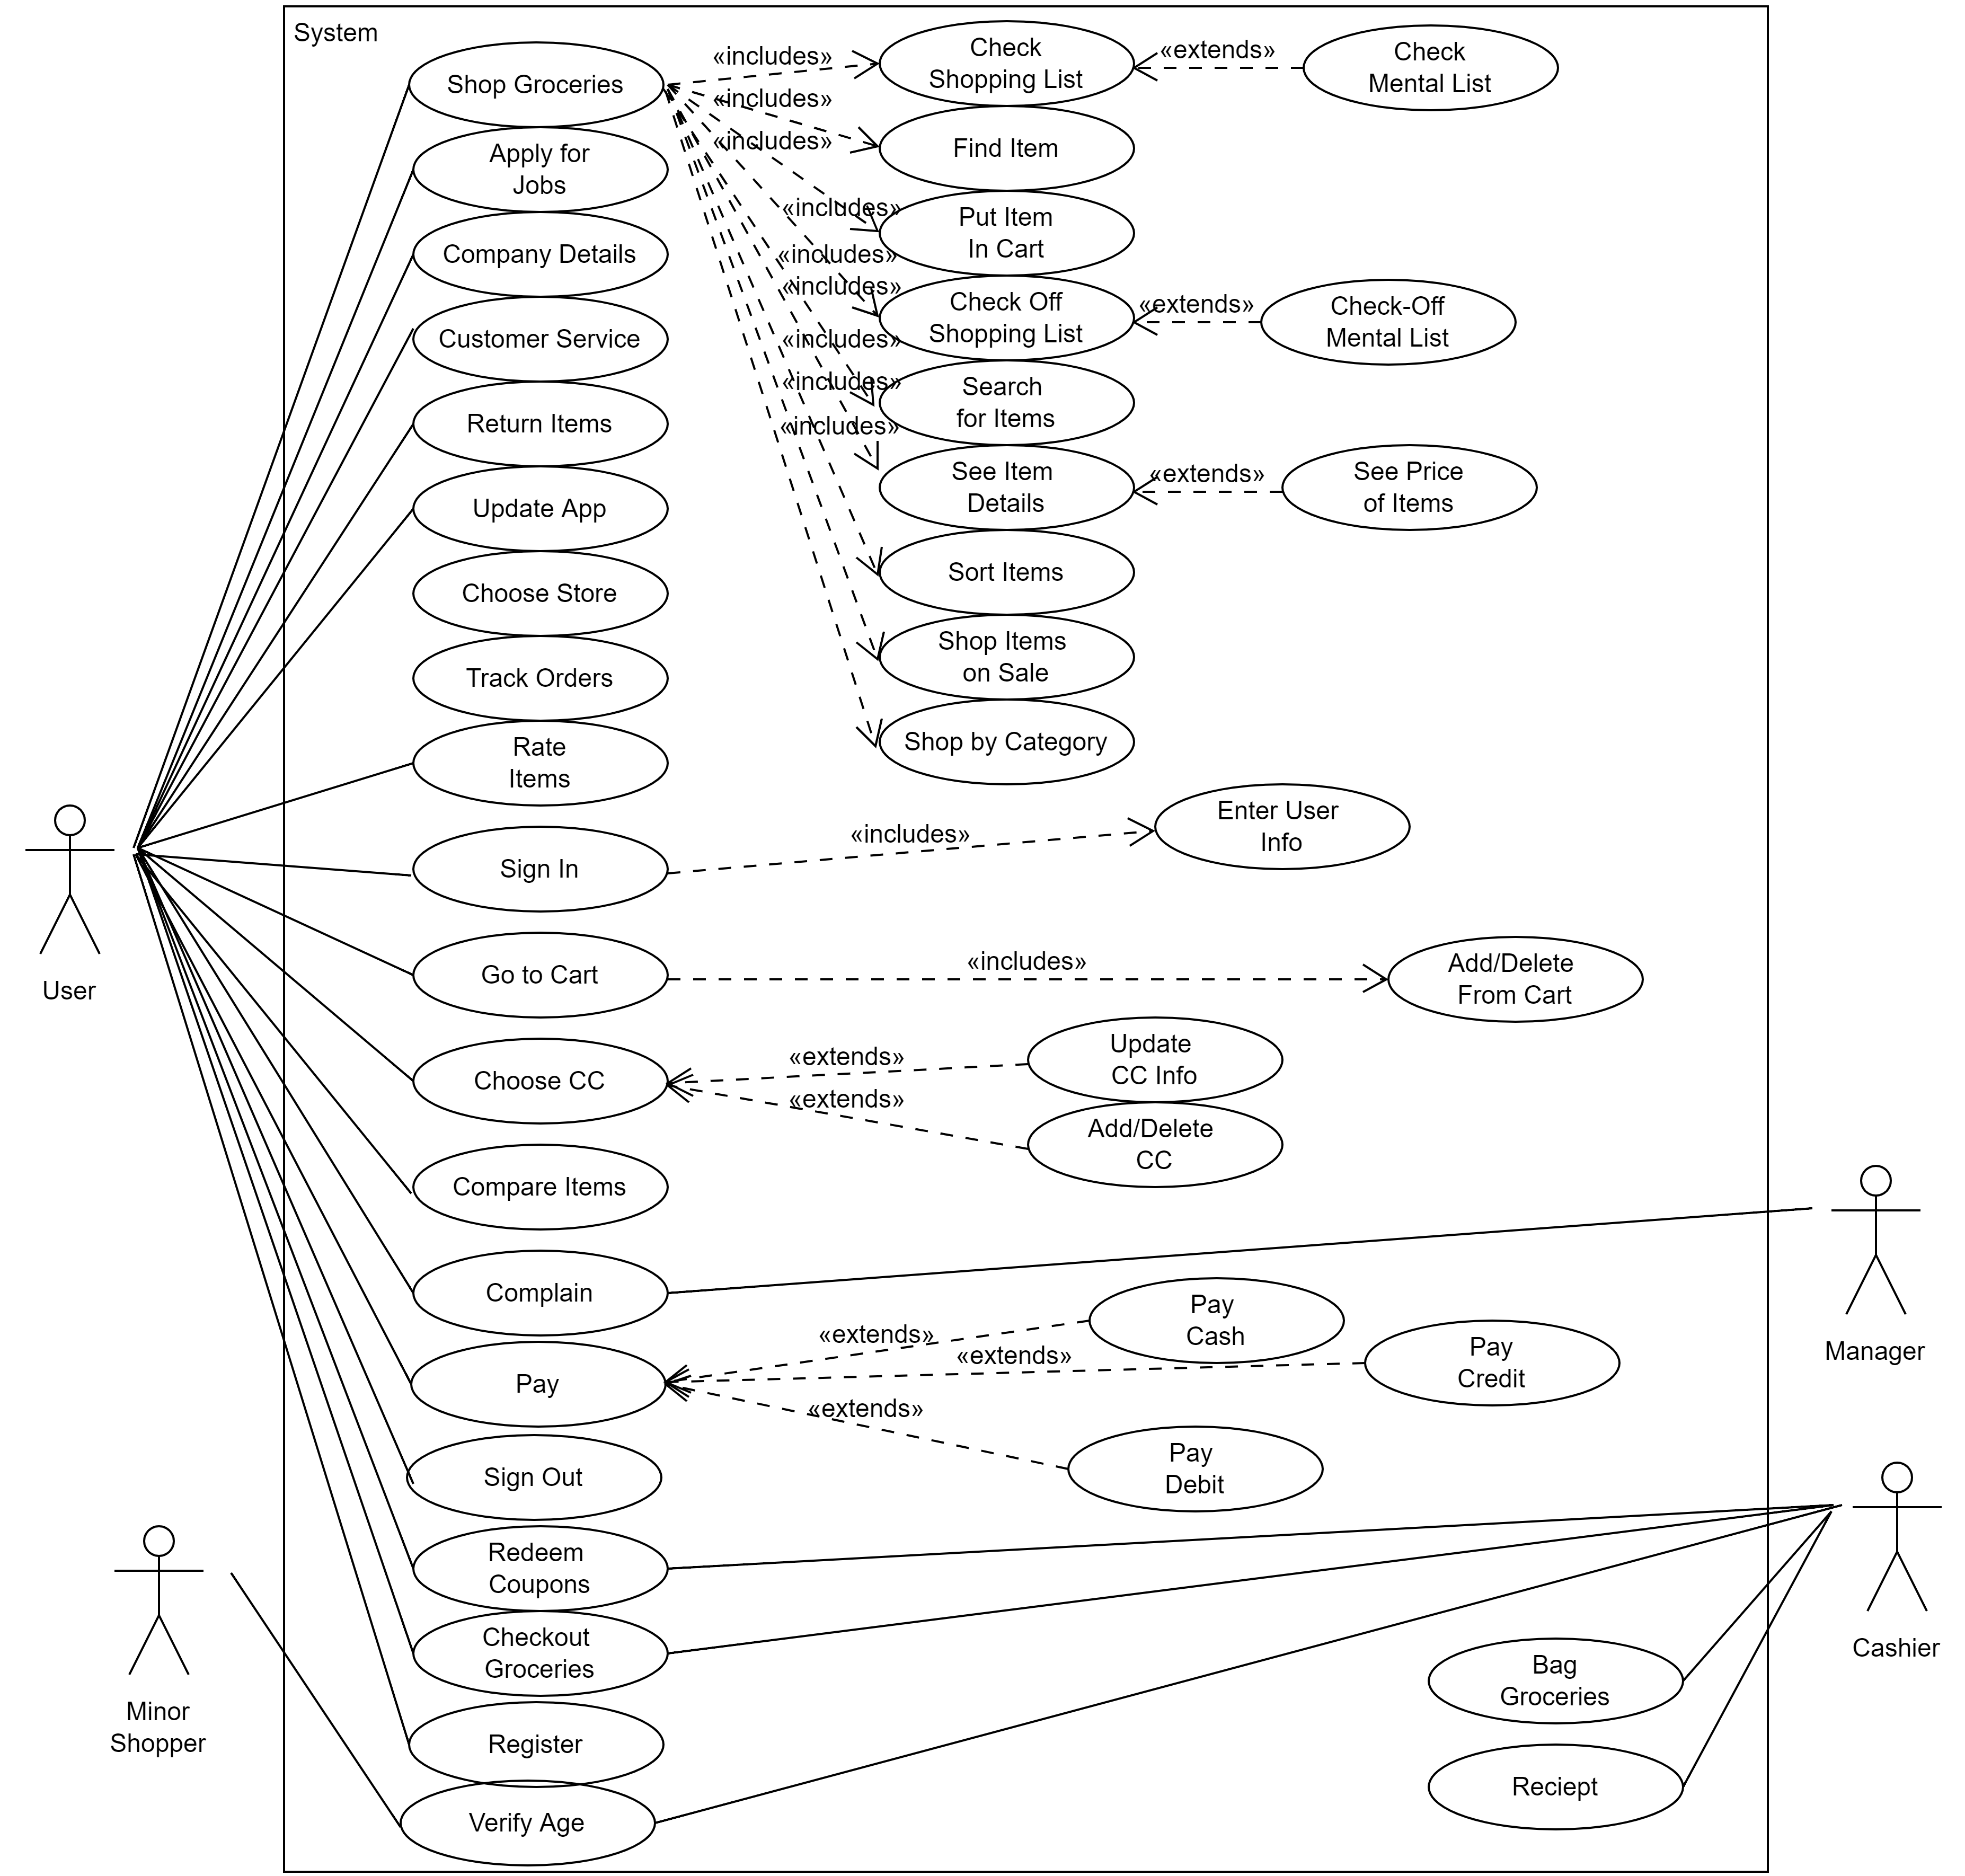 System
Shop Groceries
«includes»
Check
Shopping List
«extends»
Check
Mental List
«includes»
Apply for
Jobs
«includes»
Find Item
Company Details
«includes»
Put Item
In Cart
«includes»
Customer Service
«includes»
Check Off
Shopping List
«extends»
Check-Off
Mental List
«includes»
Return Items
«includes»
Search
for Items
«includes»
Update App
See Item
Details
«extends»
See Price
of Items
Choose Store
Sort Items
Track Orders
Shop Items
on Sale
Rate
Items
Shop by Category
User
Sign In
«includes»
Enter User
Info
Go to Cart
«includes»
Add/Delete
From Cart
Choose CC
«extends»
Update
CC Info
«extends»
Add/Delete
CC
Compare Items
Manager
Complain
Pay
Cash
«extends»
Pay
«extends»
Pay
Credit
«extends»
Pay
Debit
Sign Out
Cashier
Minor
Shopper
Redeem
Coupons
Checkout
Groceries
Bag
Groceries
Register
Reciept
Verify Age